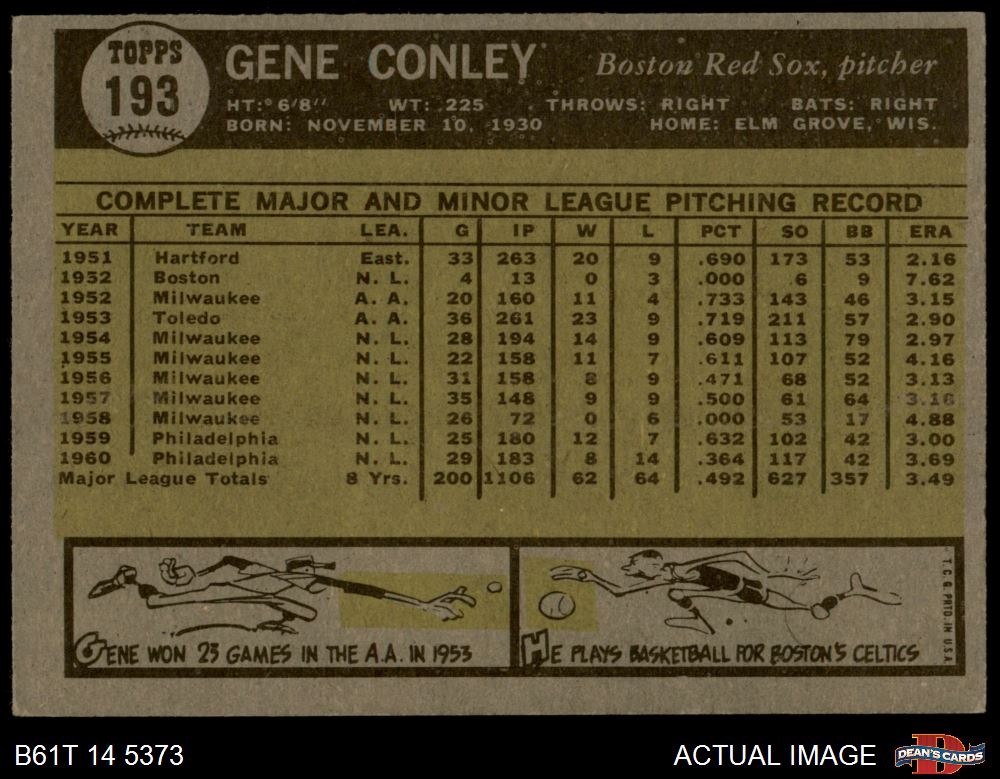 TOPPS
193
GENE CONLEY
Boston Red Sox, pitcher
HT: 6'8" WT: 225 THROWS: RIGHT BATS: RIGHT
BORN: NOVEMBER 10, 1930 HOME: ELM GROVE, WIS.
COMPLETE MAJOR AND MINOR LEAGUE PITCHING RECORD
YEAR TEAM LEA. G IP W L PCT SO BB ERA
1951 Hartford East. 33 263 20 9 .690 173 53 2.16
1952 Boston N. L. 4 13 0 3 .000 6 9 7.62
1952 Milwaukee A. A. 20 160 11 4 .733 143 46 3.15
1953 Toledo A. A. 36 261 23 9 .719 211 57 2.90
1954 Milwaukee N. L. 28 194 14 9 .609 113 79 2.97
1955 Milwaukee N. L. 22 158 11 7 .611 107 52 4.16
1956 Milwaukee N. L. 31 158 8 9 .471 68 52 3.13
1957 Milwaukee N. L. 35 148 9 9 .500 61 64 3.16
1958 Milwaukee N. L. 26 72 0 6 .000 53 17 4.88
1959 Philadelphia N. L. 25 180 12 7 .632 102 42 3.00
1960 Philadelphia N. L. 29 183 8 14 .364 117 42 3.69
Major League Totals 8 Yrs. 200 1106 62 64 .492 627 357 3.49
GENE WON 23 GAMES IN THE A.A. IN 1953
HE PLAYS BASKETBALL FOR BOSTON'S CELTICS
T.C.G. PRTD. IN U.S.A.
B61T 14 5373
ACTUAL IMAGE
DEAN'S CARDS